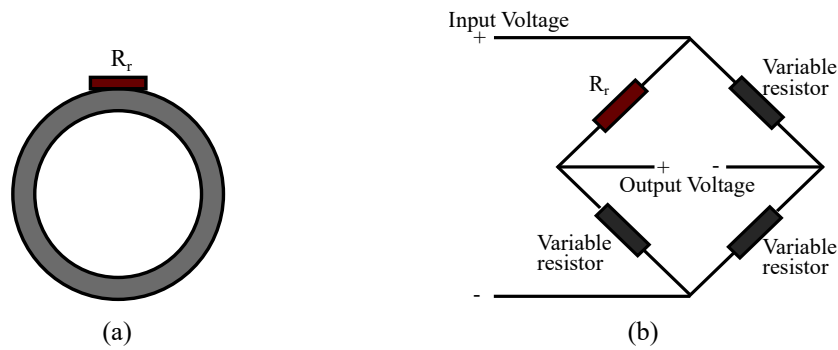 R_r
(a)
Input Voltage
+
R_r
Variable
resistor
+ -
Output Voltage
Variable
resistor
Variable
resistor
-
(b)